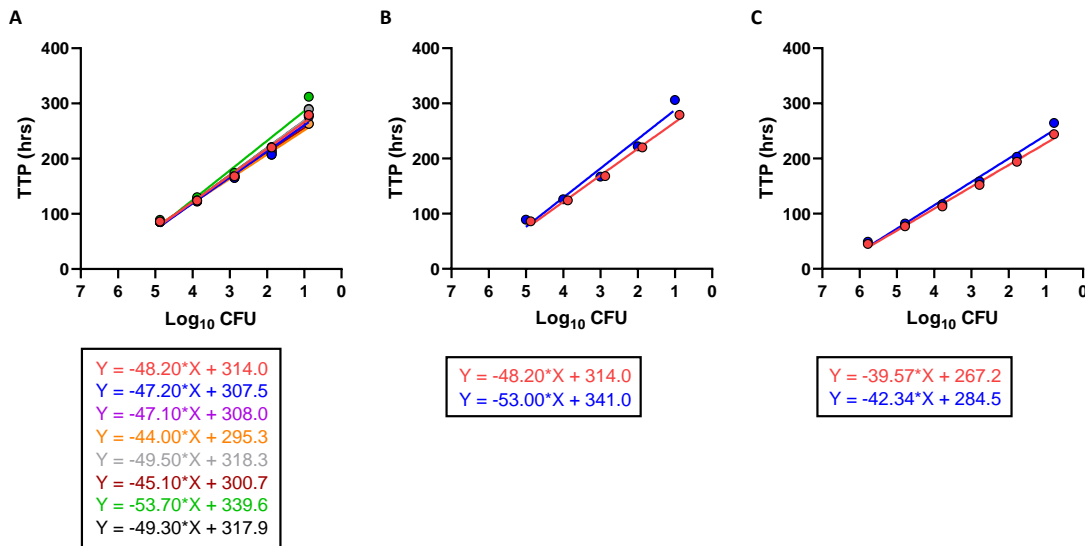 A
B
C
400
300
200
100
0
TTP (hrs)
7 6 5 4 3 2 1 0
Log10 CFU
400
300
200
100
0
TTP (hrs)
7 6 5 4 3 2 1 0
Log10 CFU
400
300
200
100
0
TTP (hrs)
7 6 5 4 3 2 1 0
Log10 CFU
Y = -48.20*X + 314.0
Y = -47.20*X + 307.5
Y = -47.10*X + 308.0
Y = -44.00*X + 295.3
Y = -49.50*X + 318.3
Y = -45.10*X + 300.7
Y = -53.70*X + 339.6
Y = -49.30*X + 317.9
Y = -48.20*X + 314.0
Y = -53.00*X + 341.0
Y = -39.57*X + 267.2
Y = -42.34*X + 284.5